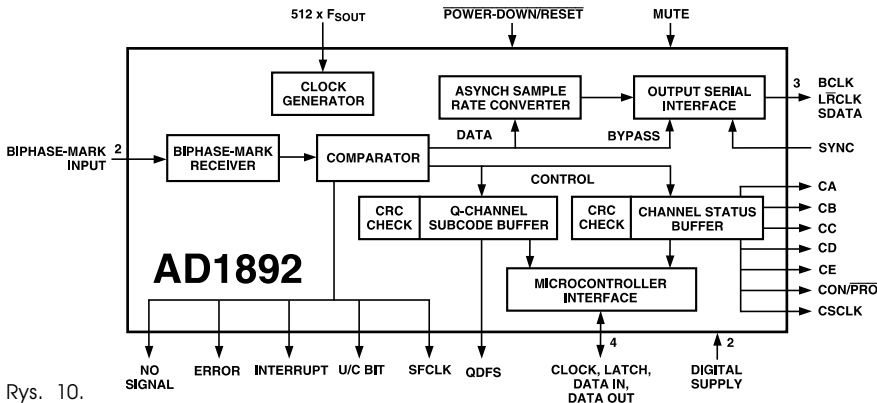 512 x FSOUT
POWER-DOWN/RESET
MUTE
CLOCK
GENERATOR
ASYNCH SAMPLE
RATE CONVERTER
OUTPUT SERIAL
INTERFACE
3
BCLK
LRCLK
SDATA
DATA
BYPASS
BIPHASE-MARK
INPUT
2
BIPHASE-MARK
RECEIVER
COMPARATOR
SYNC
CONTROL
CRC
CHECK
Q-CHANNEL
SUBCODE BUFFER
CRC
CHECK
CHANNEL STATUS
BUFFER
CA
CB
CC
CD
CE
CON/PRO
CSCLK
AD1892
MICROCONTROLLER
INTERFACE
4
2
NO
SIGNAL
ERROR
INTERRUPT
U/C BIT
SFCLK
QDFS
CLOCK, LATCH,
DATA IN,
DATA OUT
DIGITAL
SUPPLY
Rys. 10.